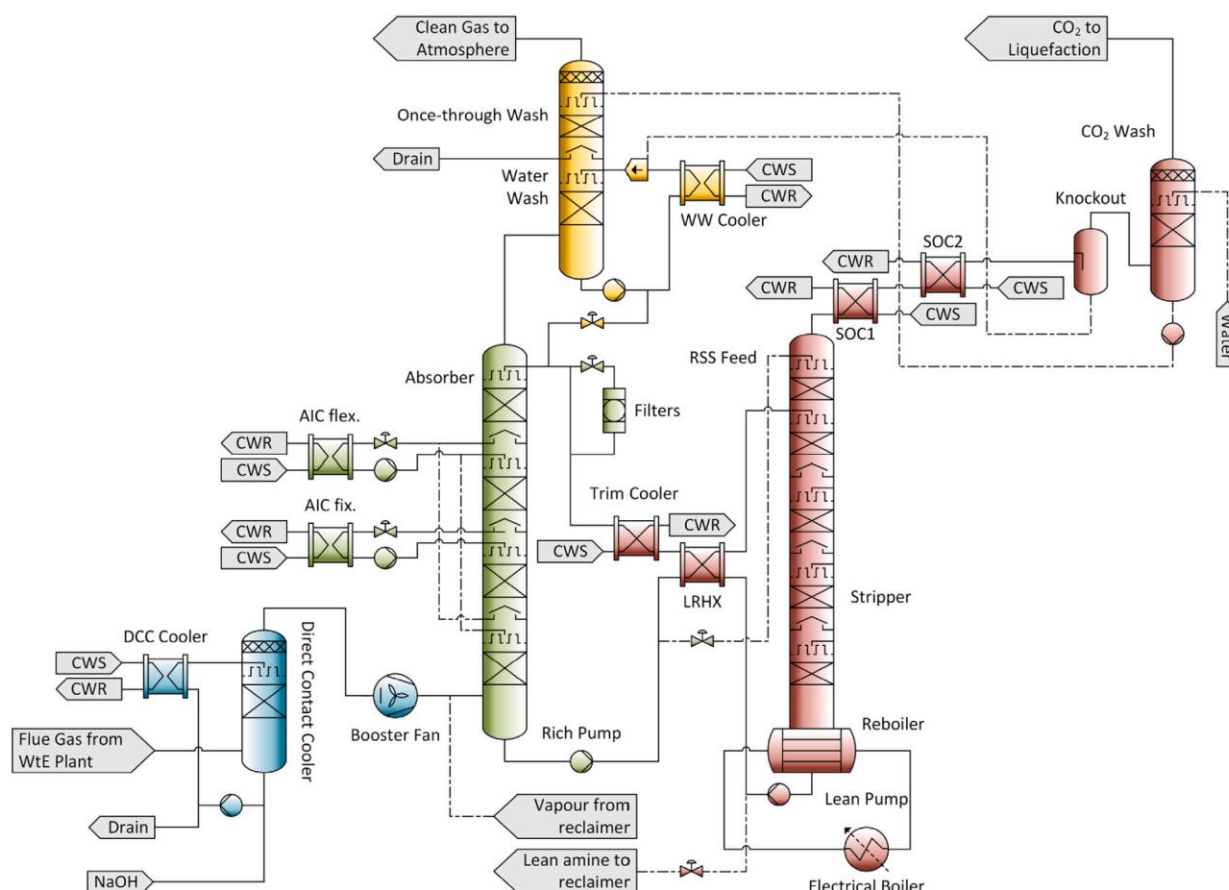 Clean Gas to
Atmosphere
CO₂ to
Liquefaction
Once-through Wash
CO₂ Wash
Drain
Water
Wash
CWS
CWR
WW Cooler
Knockout
SOC2
CWR
CWR
CWS
CWS
SOC1
Water
RSS Feed
Absorber
Filters
AIC flex.
CWR
CWS
Trim Cooler
AIC fix.
CWR
CWS
CWR
CWS
LRHX
Stripper
DCC Cooler
CWS
CWR
Direct Contact Cooler
Flue Gas from
WtE Plant
Booster Fan
Rich Pump
Reboiler
Vapour from
reclaimer
Lean Pump
Drain
Lean amine to
reclaimer
NaOH
Electrical Boiler